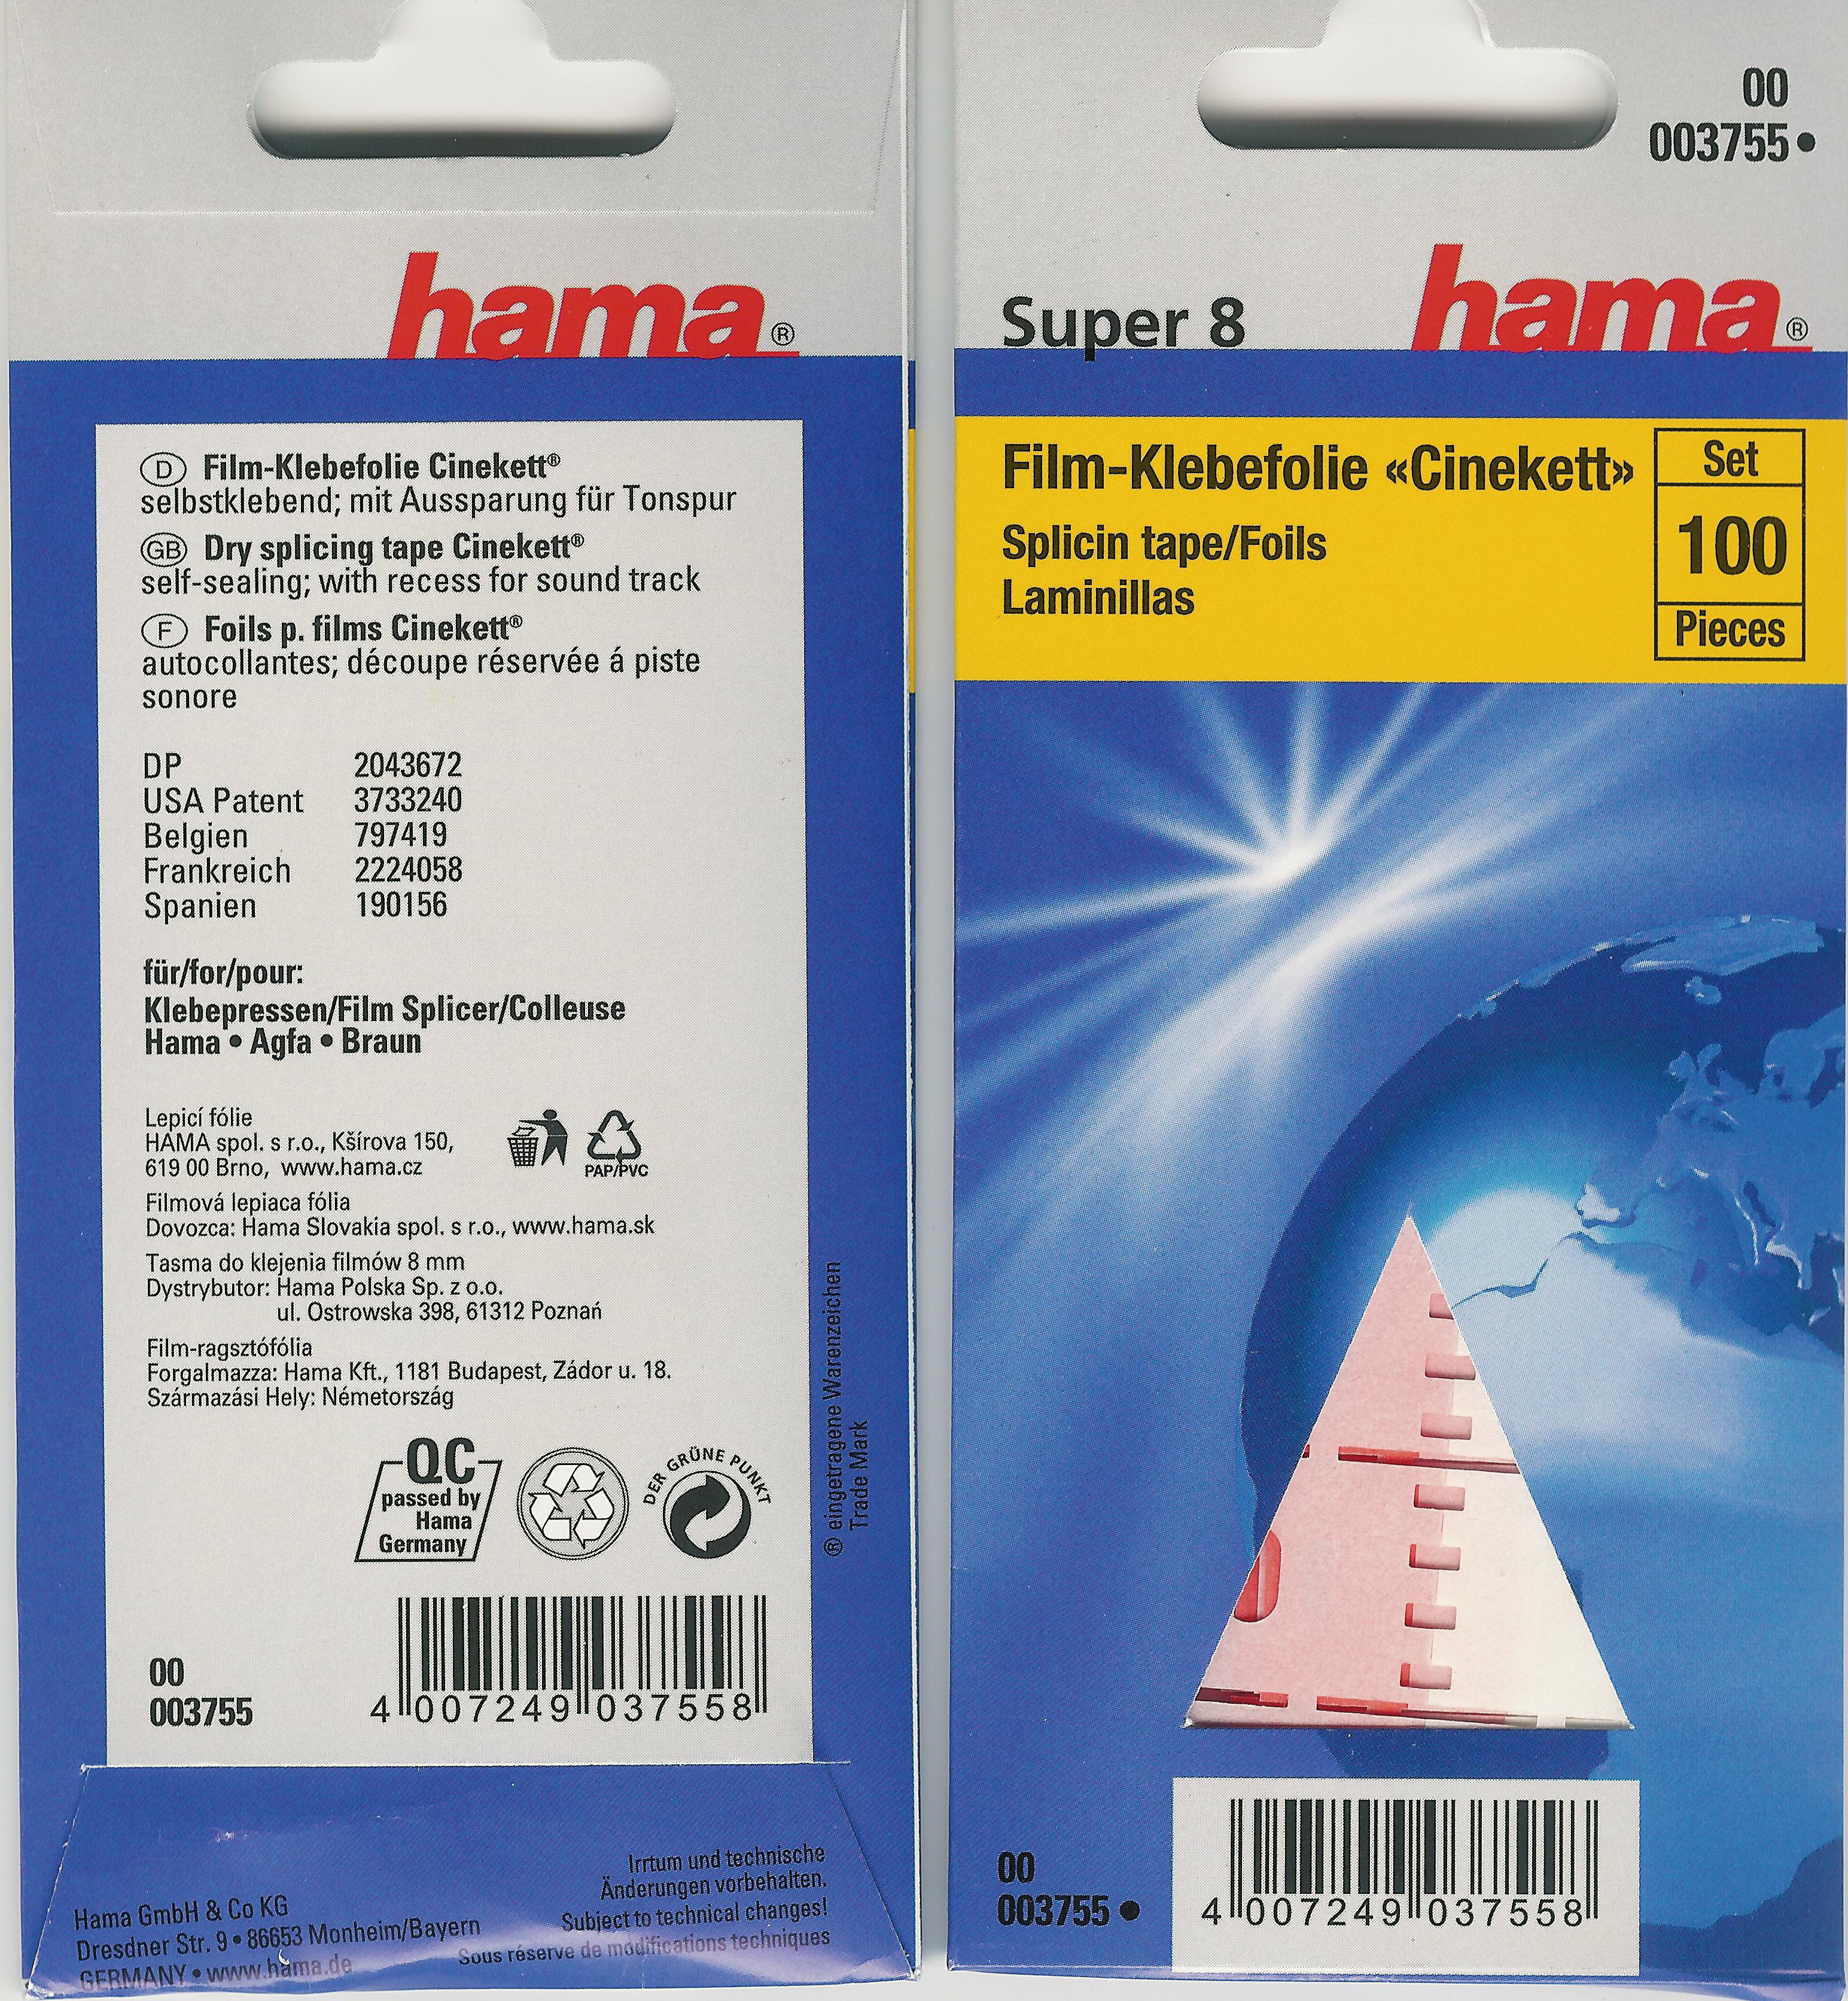 hama®
D Film-Klebefolie Cinekett®
selbstklebend; mit Aussparung für Tonspur
GB Dry splicing tape Cinekett®
self-sealing; with recess for sound track
F Foils p. films Cinekett®
autocollantes; découpe réservée á piste
sonore
DP 2043672
USA Patent 3733240
Belgien 797419
Frankreich 2224058
Spanien 190156
für/for/pour:
Klebepressen/Film Splicer/Colleuse
Hama • Agfa • Braun
Lepicí fólie
HAMA spol. s r.o., Kšírova 150,
619 00 Brno, www.hama.cz
PAP/PVC
Filmová lepiaca fólia
Dovozca: Hama Slovakia spol. s r.o., www.hama.sk
Tasma do klejenia filmów 8 mm
Dystrybutor: Hama Polska Sp. z o.o.
ul. Ostrowska 398, 61312 Poznań
Film-ragsztófólia
Forgalmazza: Hama Kft., 1181 Budapest, Zádor u. 18.
Származási Hely: Németország
® eingetragene Warenzeichen
Trade Mark
QC
passed by
Hama
Germany
DER GRÜNE PUNKT
00
003755
4 007249 037558
Hama GmbH & Co KG
Dresdner Str. 9 • 86653 Monheim/Bayern
GERMANY • www.hama.de
Irrtum und technische
Änderungen vorbehalten.
Subject to technical changes!
Sous réserve de modifications techniques
00
003755 •
Super 8
hama®
Film-Klebefolie «Cinekett»
Splicin tape/Foils
Laminillas
Set
100
Pieces
00
003755 •
4 007249 037558